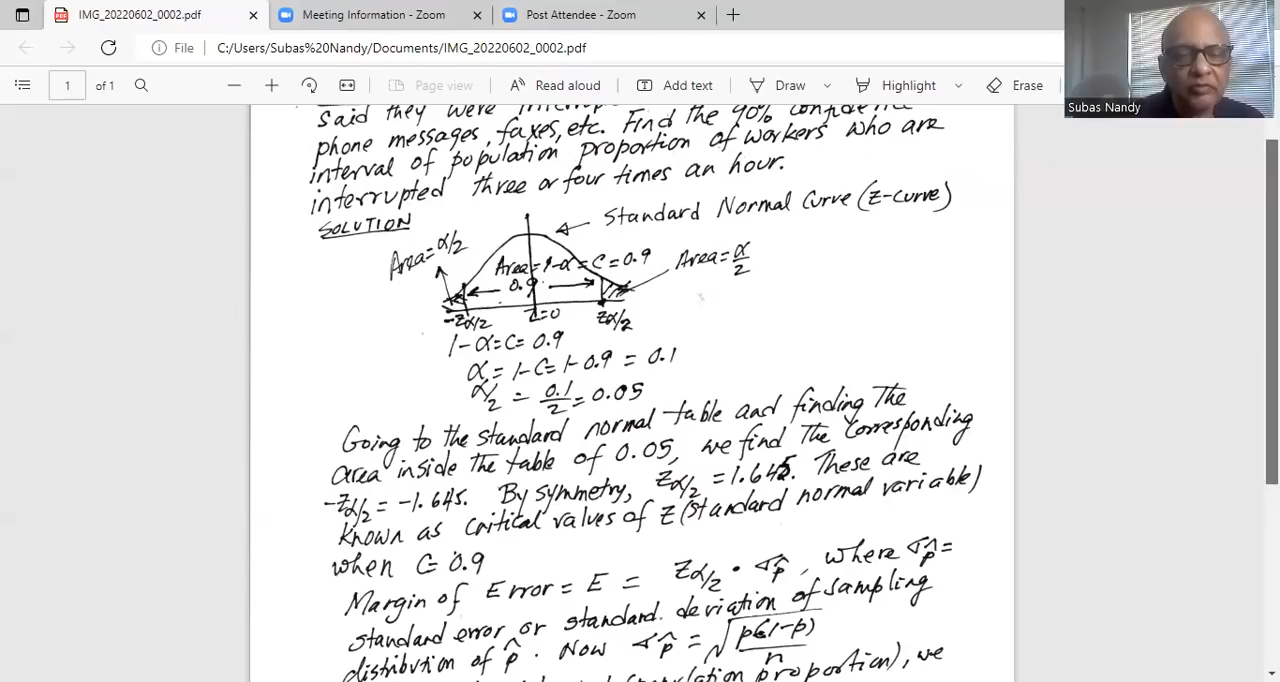 IMG_20220602_0002.pdf
Meeting Information - Zoom
Post Attendee - Zoom
File
C:/Users/Subas%20Nandy/Documents/IMG_20220602_0002.pdf
1 of 1
Page view
Read aloud
Add text
Draw
Highlight
Erase
Subas Nandy
said they were
phone messages, faxes, etc. Find the 90% confidence
interval of population proportion of workers who are
interrupted three or four times an hour.
SOLUTION
Standard Normal Curve (Z-curve)
Area=α/2
Area=1-α=C=0.9
Area=α/2
0.9
-Zα/2
Z=0
Zα/2
1-α=C=0.9
α=1-C=1-0.9=0.1
α/2=0.1/2=0.05
Going to the standard normal table and finding the
area inside the table of 0.05, we find the corresponding
-Zα/2=-1.645. By symmetry, Zα/2=1.645. These are
known as critical values of Z (standard normal variable)
when C=0.9
Margin of Error=E=Zα/2·σp̂, where σp̂=
standard error or standard deviation of sampling
distribution of p̂. Now σp̂=√p(1-p)/n
population proportion), we